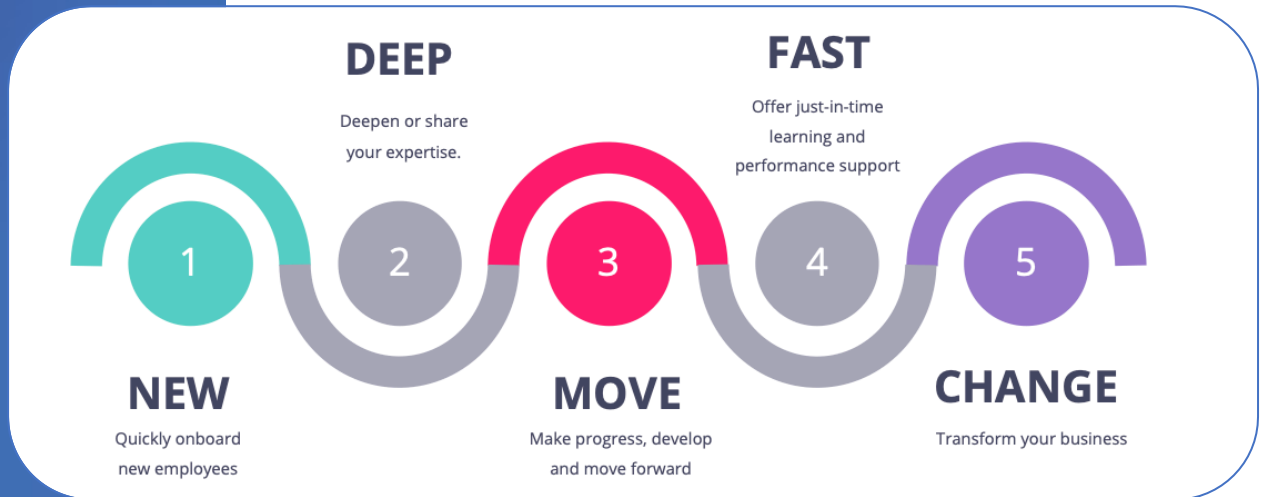 1
NEW
Quickly onboard
new employees
2
DEEP
Deepen or share
your expertise.
3
MOVE
Make progress, develop
and move forward
4
FAST
Offer just-in-time
learning and
performance support
5
CHANGE
Transform your business